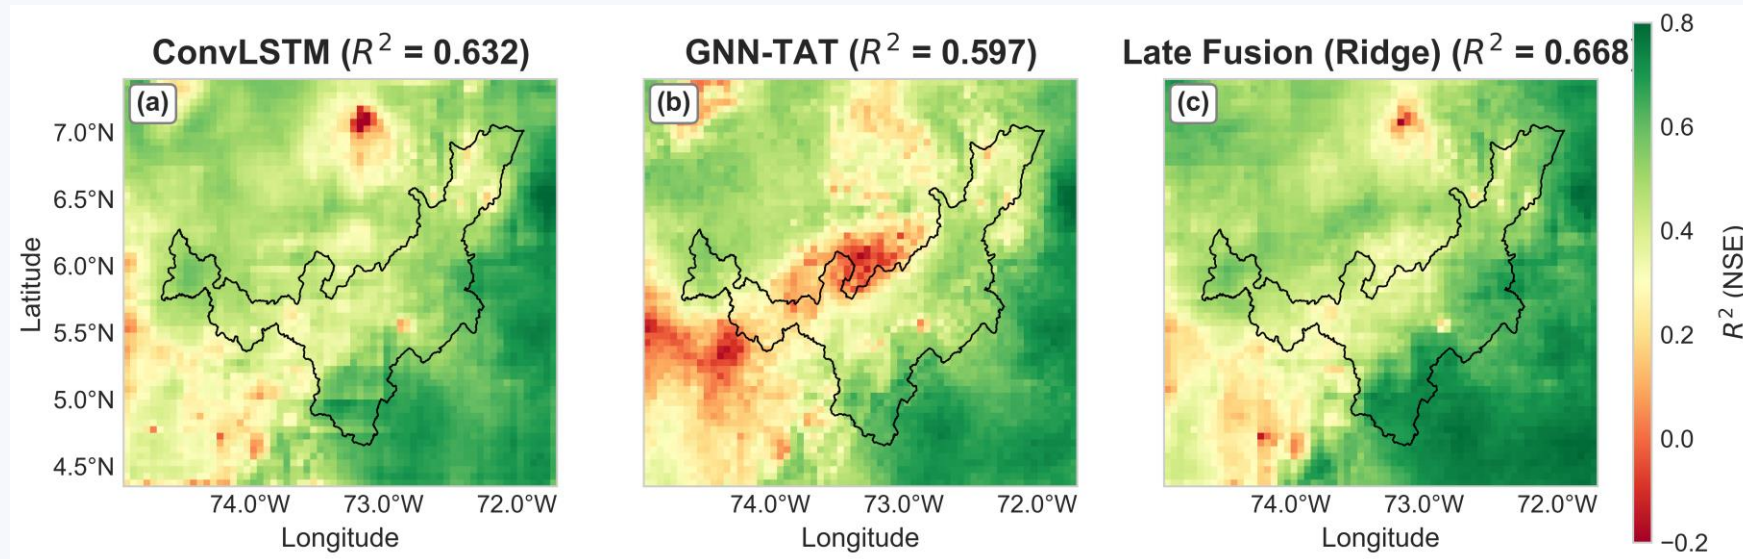 ConvLSTM (R² = 0.632)
GNN-TAT (R² = 0.597)
Late Fusion (Ridge) (R² = 0.668)
(a)
(b)
(c)
7.0°N
6.5°N
6.0°N
5.5°N
5.0°N
4.5°N
Latitude
74.0°W 73.0°W 72.0°W
Longitude
74.0°W 73.0°W 72.0°W
Longitude
74.0°W 73.0°W 72.0°W
Longitude
0.8
0.6
0.4
0.2
0.0
−0.2
R² (NSE)